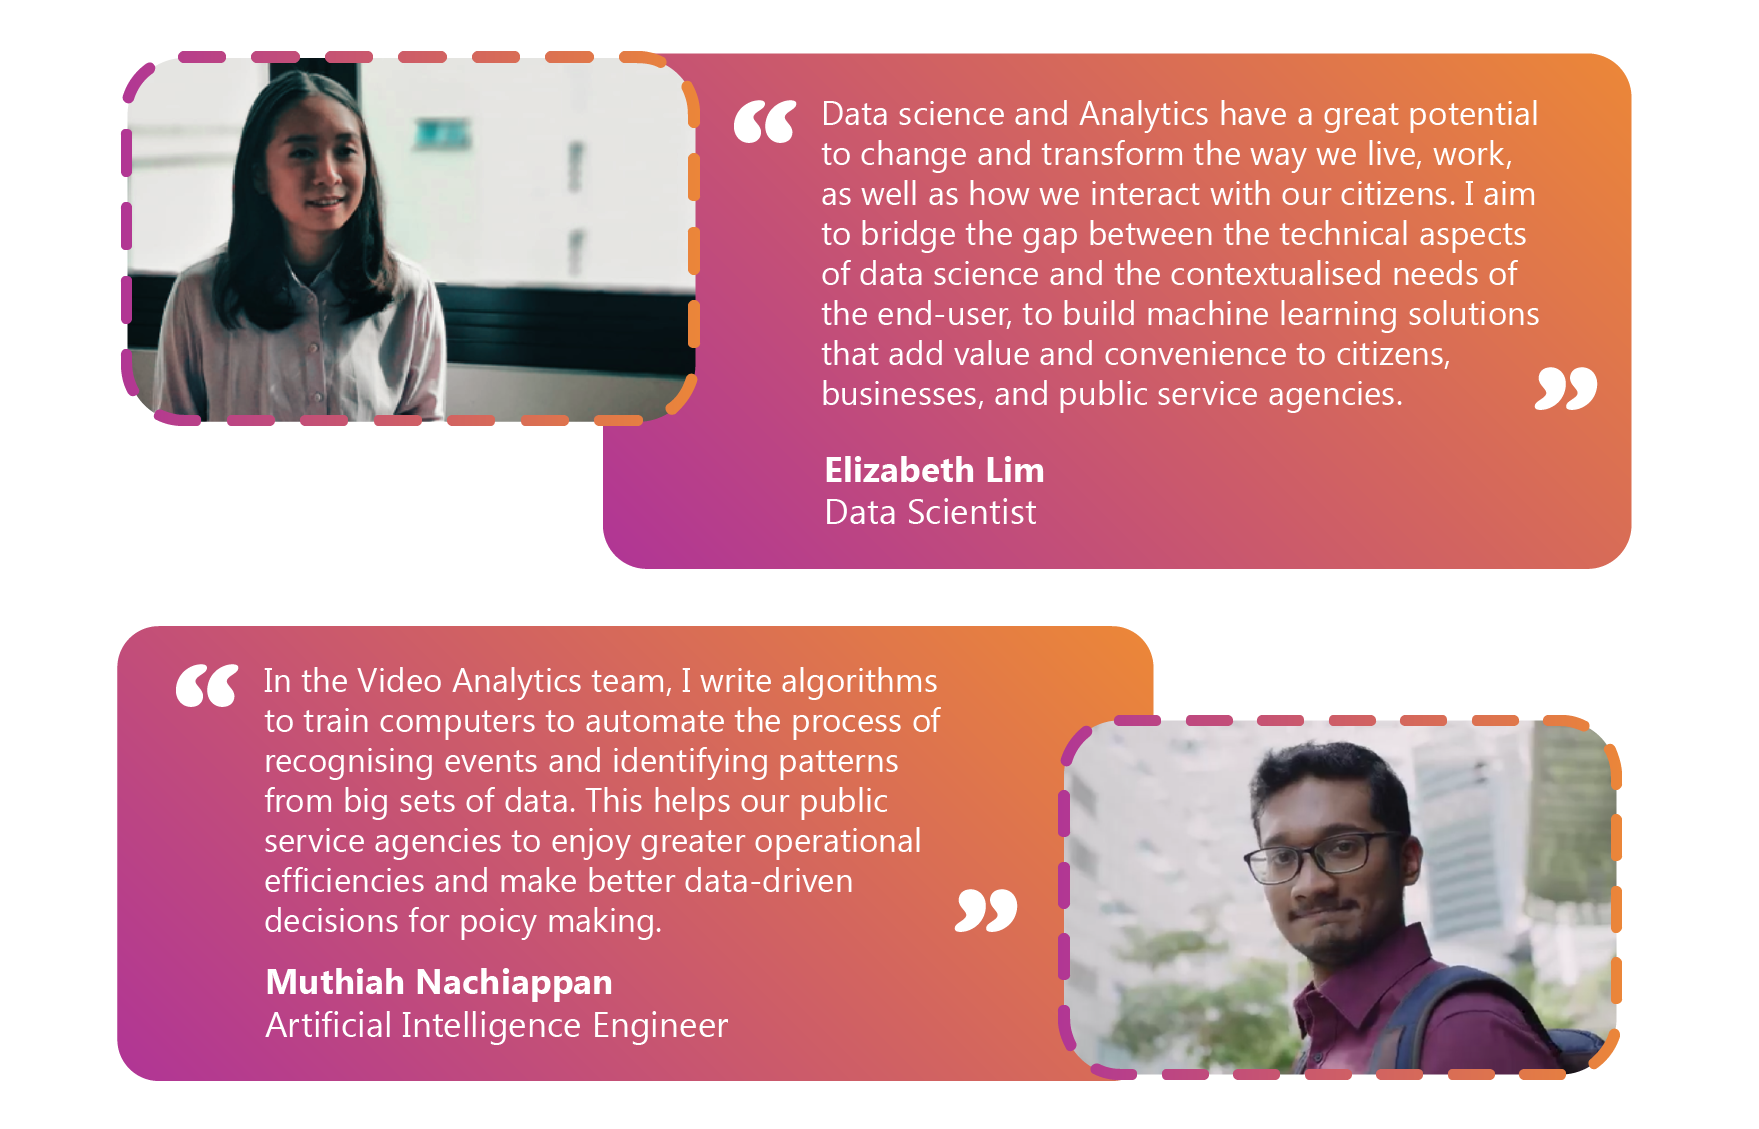 “ Data science and Analytics have a great potential
to change and transform the way we live, work,
as well as how we interact with our citizens. I aim
to bridge the gap between the technical aspects
of data science and the contextualised needs of
the end-user, to build machine learning solutions
that add value and convenience to citizens,
businesses, and public service agencies. ”
Elizabeth Lim
Data Scientist
“ In the Video Analytics team, I write algorithms
to train computers to automate the process of
recognising events and identifying patterns
from big sets of data. This helps our public
service agencies to enjoy greater operational
efficiencies and make better data-driven
decisions for poicy making. ”
Muthiah Nachiappan
Artificial Intelligence Engineer